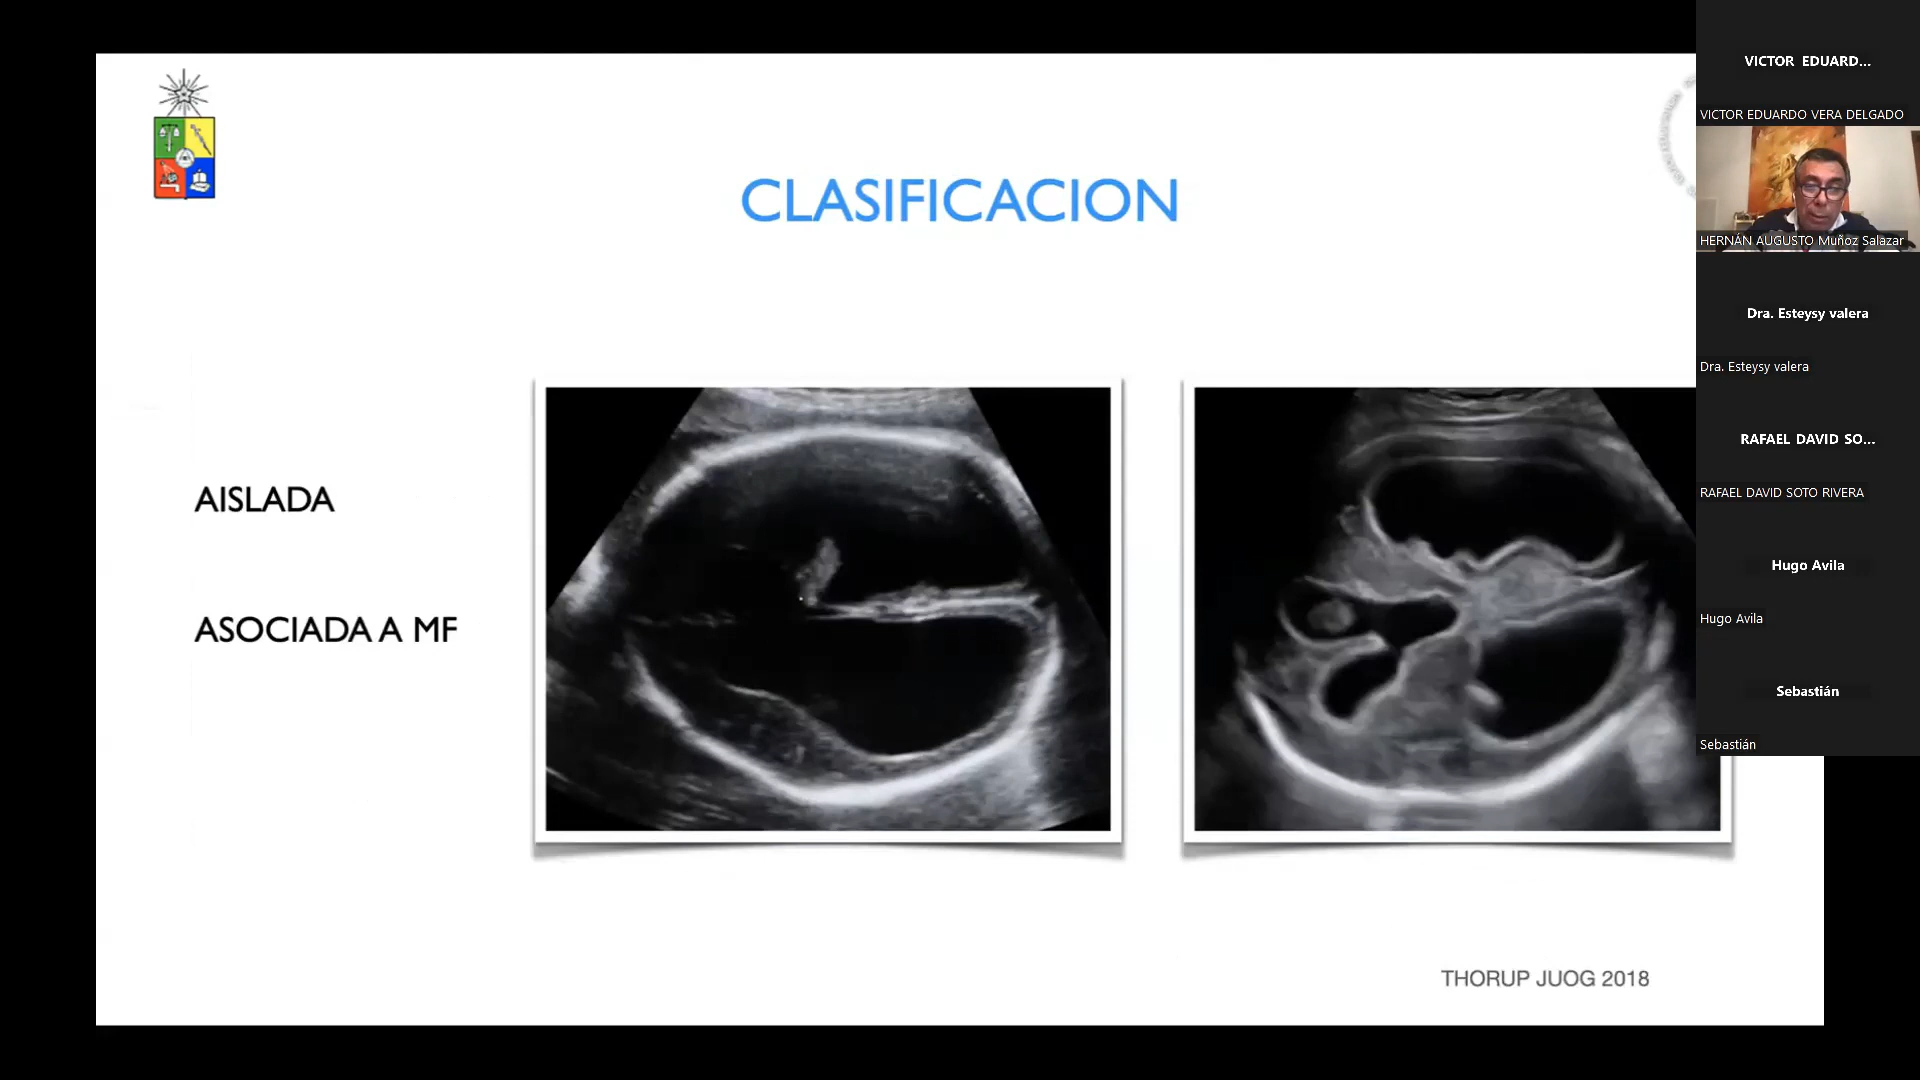 CLASIFICACION
AISLADA
ASOCIADA A MF
THORUP JUOG 2018
VICTOR EDUARD...
VICTOR EDUARDO VERA DELGADO
HERNÁN AUGUSTO Muñoz Salazar
Dra. Esteysy valera
Dra. Esteysy valera
RAFAEL DAVID SO...
RAFAEL DAVID SOTO RIVERA
Hugo Avila
Hugo Avila
Sebastián
Sebastián